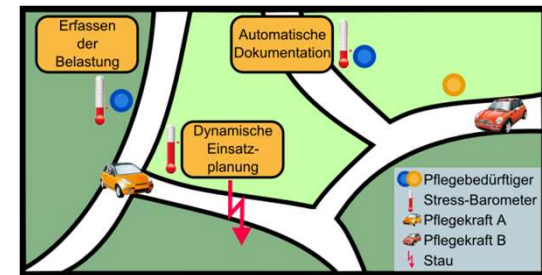 Erfassen
der
Belastung
Automatische
Dokumentation
Dynamische
Einsatz-
planung
Pflegebedürftiger
Stress-Barometer
Pflegekraft A
Pflegekraft B
Stau